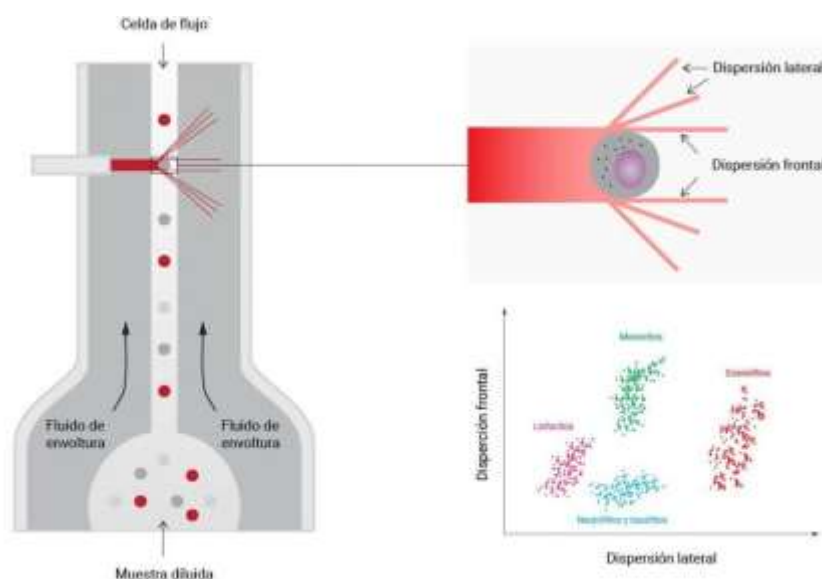 Celda de flujo
Dispersión lateral
Dispersión frontal
Fluido de
envoltura
Fluido de
envoltura
Muestra diluida
Monocitos
Eosinófilos
Linfocitos
Neutrófilos y basófilos
Disperción frontal
Dispersión lateral